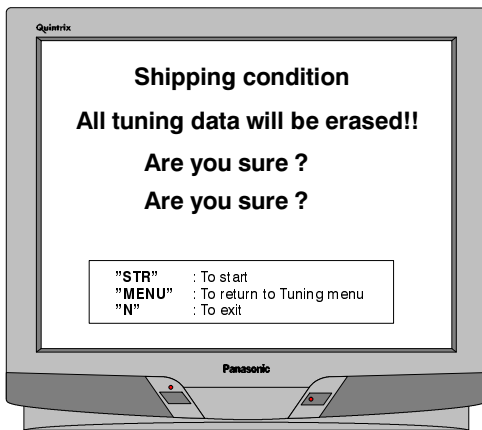 Quintrix
Shipping condition
All tuning data will be erased!!
Are you sure ?
Are you sure ?
”STR” : To start
”MENU” : To return to Tuning menu
”N” : To exit
Panasonic